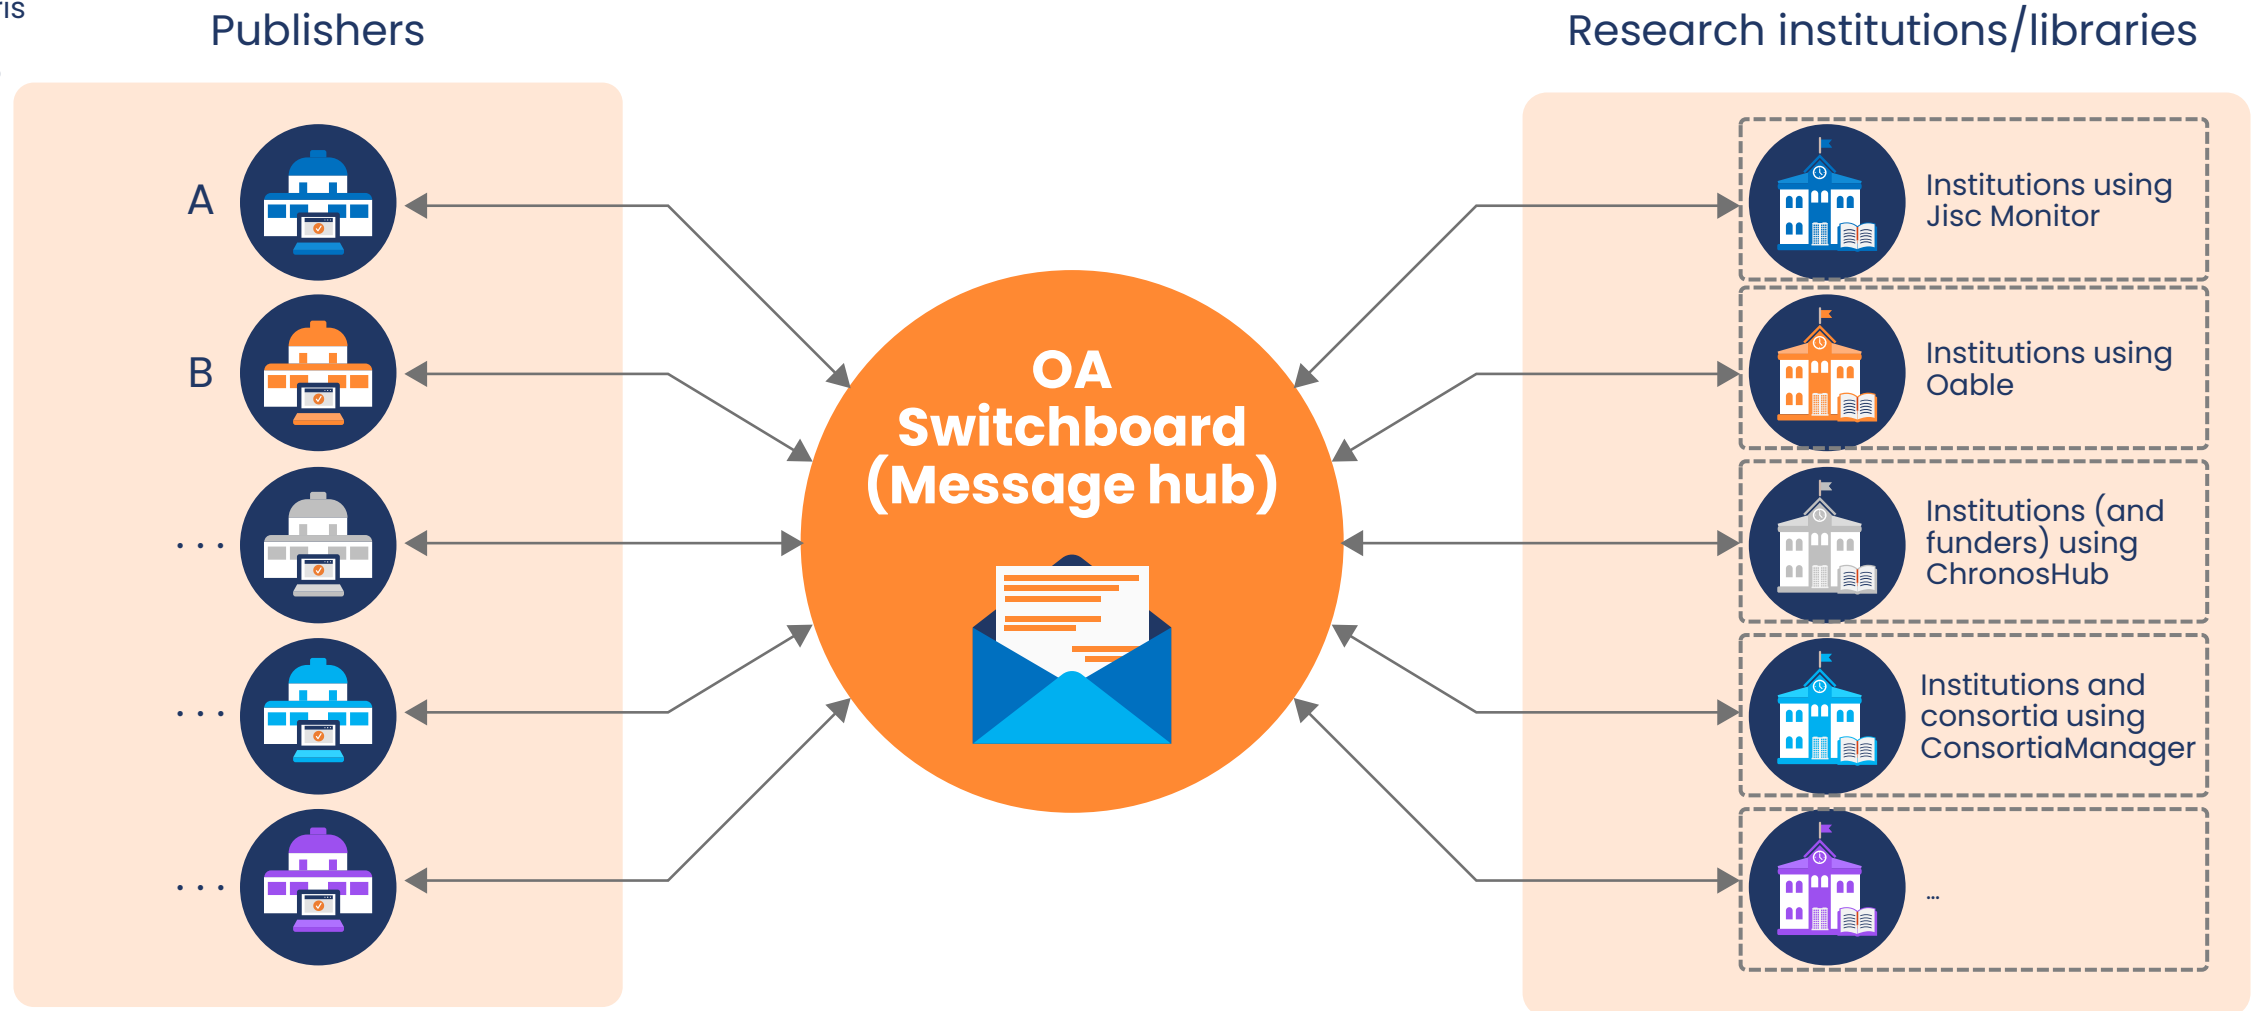 Publishers
Research institutions/libraries
A
B
. . .
. . .
. . .
OA
Switchboard
(Message hub)
Institutions using
Jisc Monitor
Institutions using
Oable
Institutions (and
funders) using
ChronosHub
Institutions and
consortia using
ConsortiaManager
...